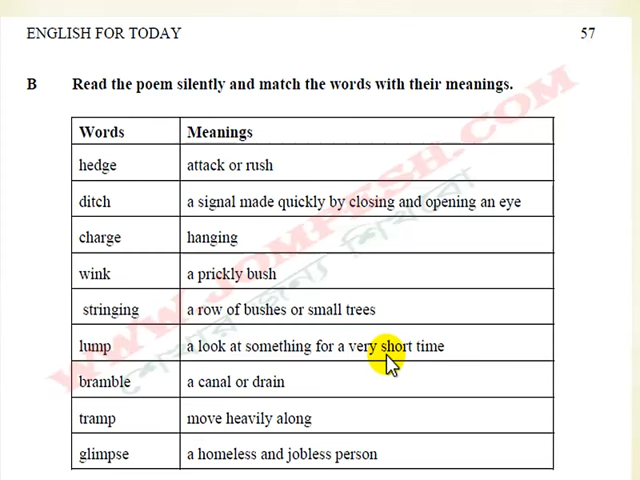 ENGLISH FOR TODAY 57
B Read the poem silently and match the words with their meanings.
Words Meanings
hedge attack or rush
ditch a signal made quickly by closing and opening an eye
charge hanging
wink a prickly bush
stringing a row of bushes or small trees
lump a look at something for a very short time
bramble a canal or drain
tramp move heavily along
glimpse a homeless and jobless person
WWW.JOMPESH.COM
শেখার জন্যে শিখবো